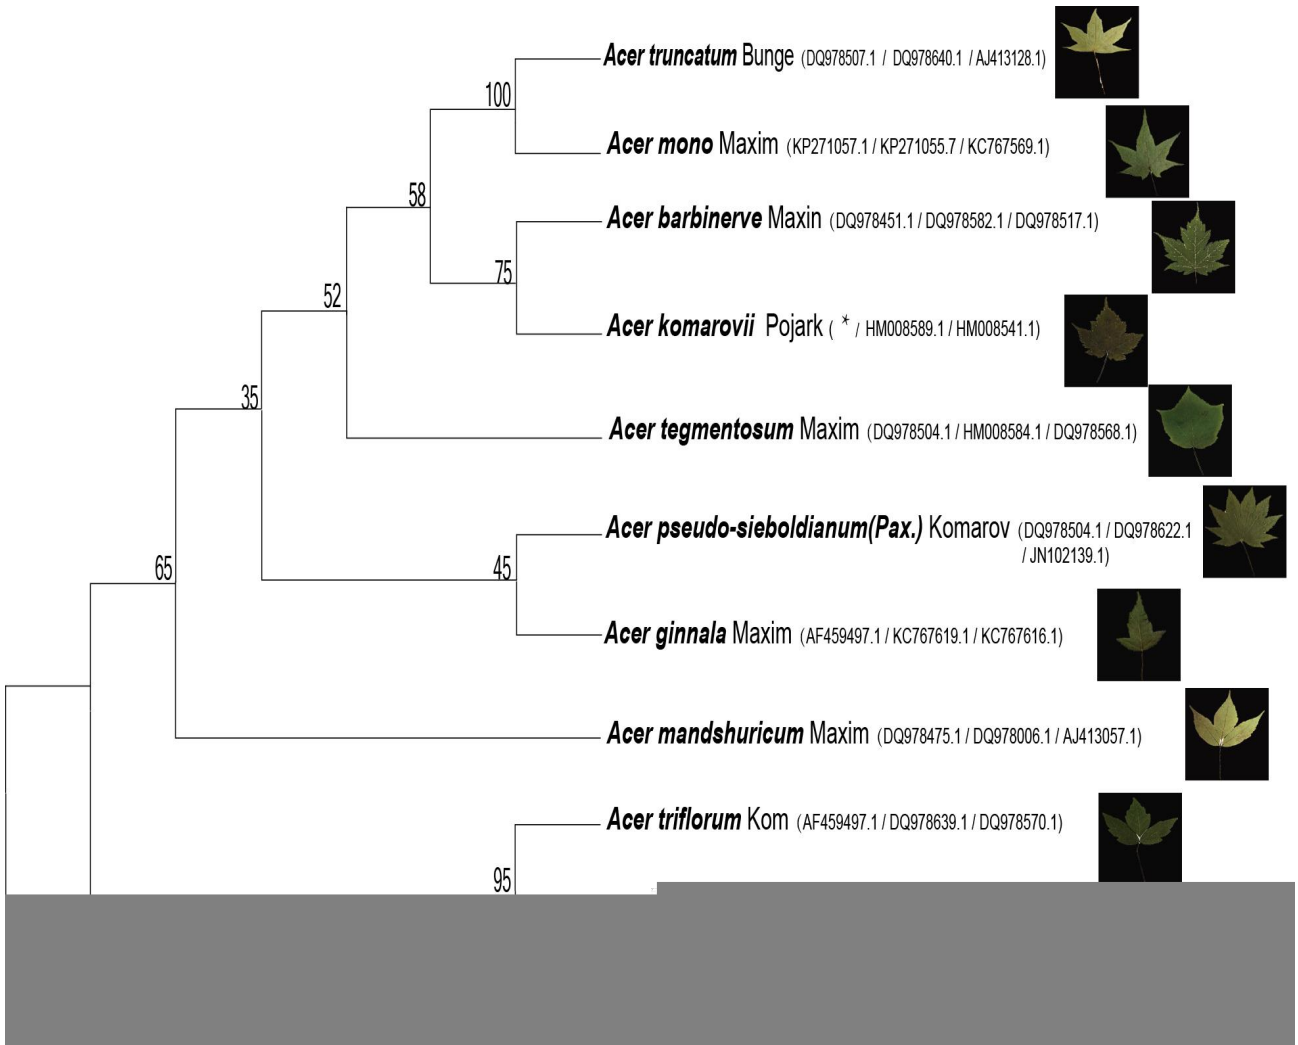 Acer truncatum Bunge (DQ978507.1 / DQ978640.1 / AJ413128.1)
100
Acer mono Maxim (KP271057.1 / KP271055.7 / KC767569.1)
58
Acer barbinerve Maxin (DQ978451.1 / DQ978582.1 / DQ978517.1)
75
52
Acer komarovii Pojark ( * / HM008589.1 / HM008541.1)
35
Acer tegmentosum Maxim (DQ978504.1 / HM008584.1 / DQ978568.1)
Acer pseudo-sieboldianum(Pax.) Komarov (DQ978504.1 / DQ978622.1
/ JN102139.1)
65
45
Acer ginnala Maxim (AF459497.1 / KC767619.1 / KC767616.1)
Acer mandshuricum Maxim (DQ978475.1 / DQ978006.1 / AJ413057.1)
Acer triflorum Kom (AF459497.1 / DQ978639.1 / DQ978570.1)
95